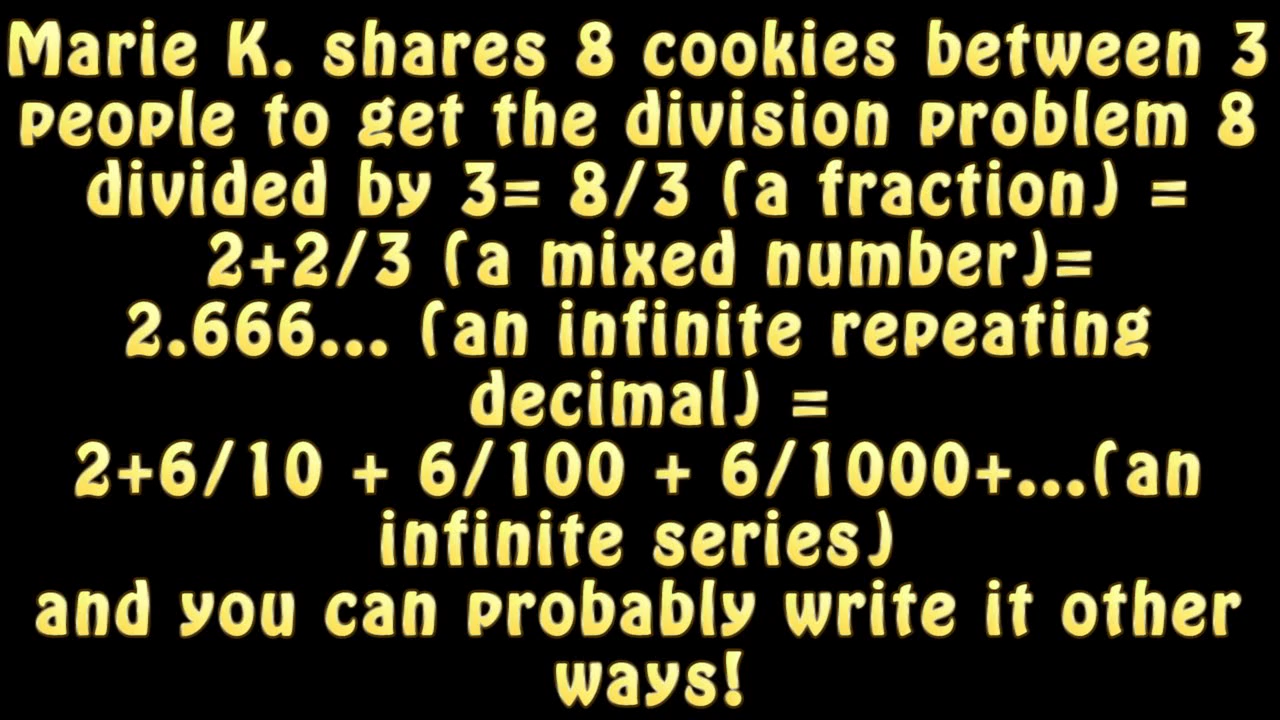 Marie K. shares 8 cookies between 3
people to get the division problem 8
divided by 3= 8/3 (a fraction) =
2+2/3 (a mixed number)=
2.666... (an infinite repeating
decimal) =
2+6/10 + 6/100 + 6/1000+...(an
infinite series)
and you can probably write it other
ways!